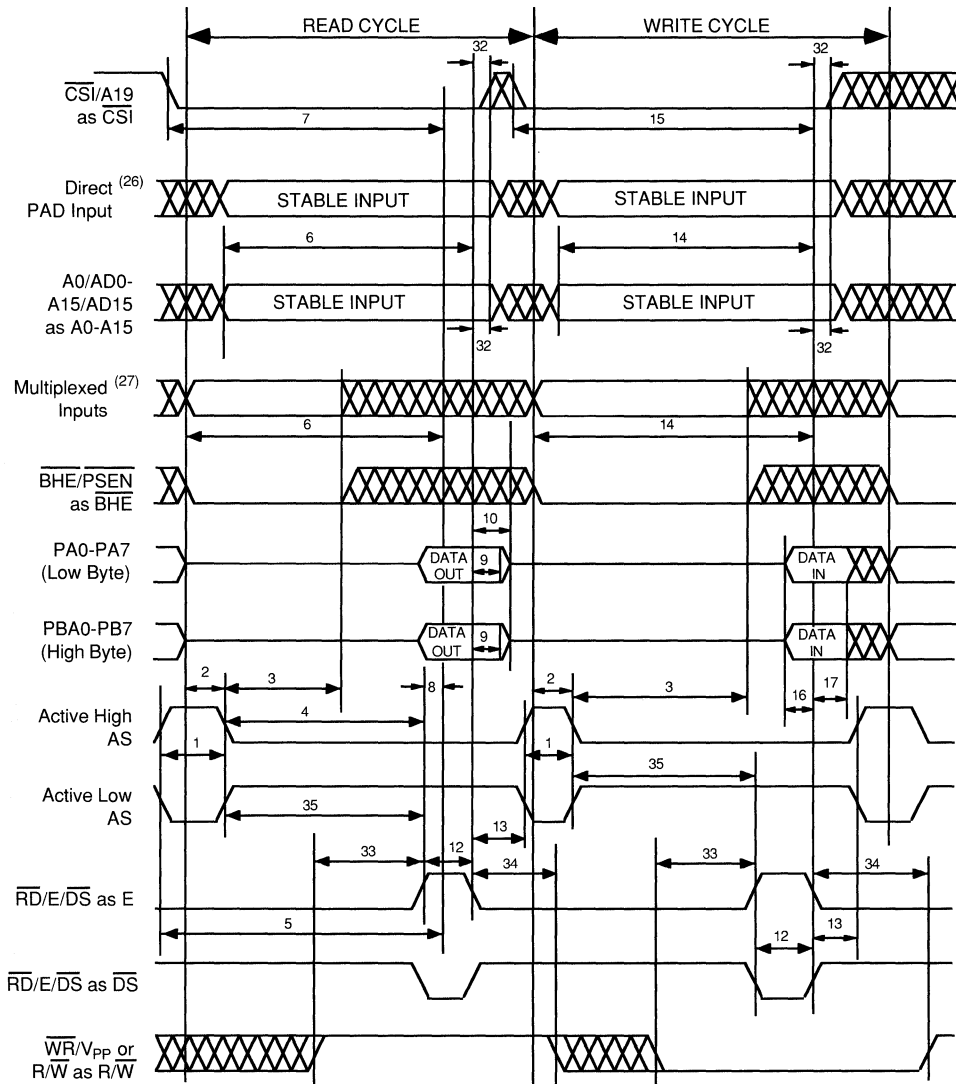 READ CYCLE WRITE CYCLE
32 32
CSI/A19
as CSI
7 15
Direct (26)
PAD Input
STABLE INPUT STABLE INPUT
6 14
A0/AD0-
A15/AD15
as A0-A15
STABLE INPUT STABLE INPUT
32 32
Multiplexed (27)
Inputs
6 14
BHE/PSEN
as BHE
10
PA0-PA7
(Low Byte)
DATA
OUT
9
DATA
IN
PBA0-PB7
(High Byte)
DATA
OUT
9
DATA
IN
2 3 8 2 3 16 17
4
Active High
AS
1 1
35
Active Low
AS
35
13
33 12 34 33 34
RD/E/DS as E
5 12 13
RD/E/DS as DS
WR/VPP or
R/W as R/W